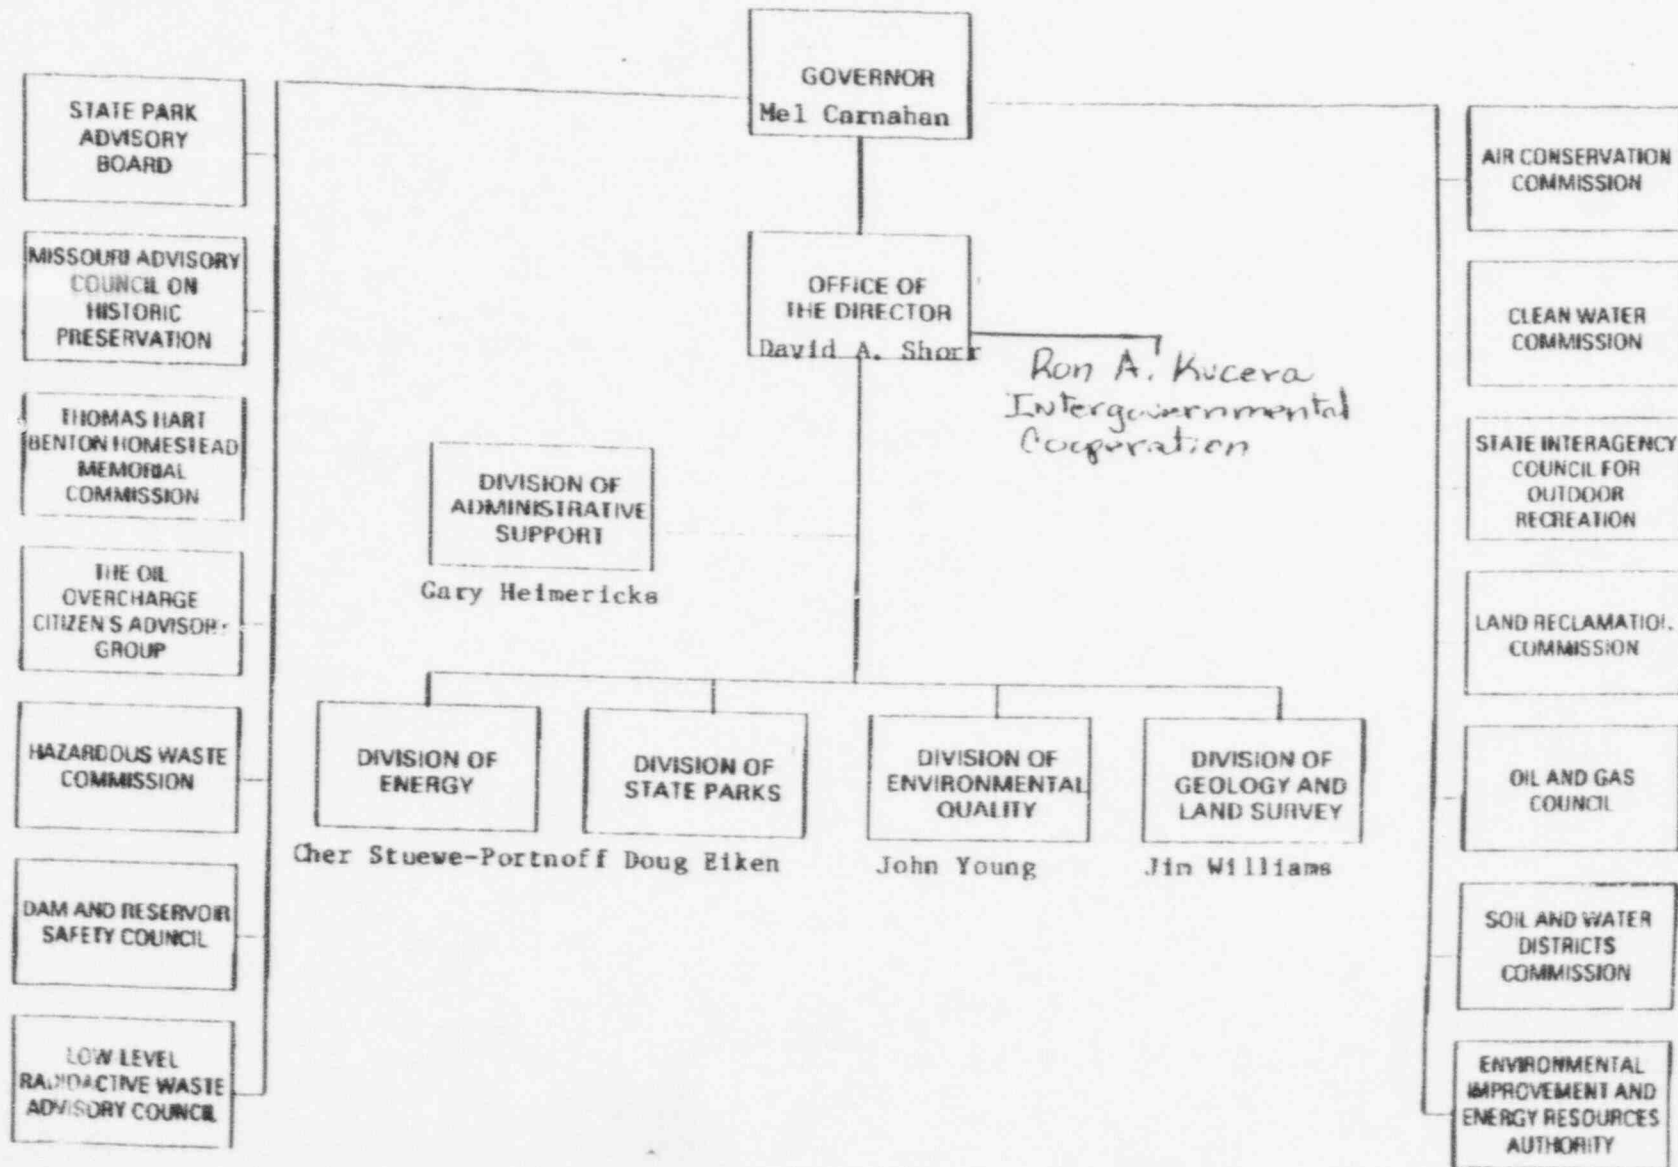 GOVERNOR
Mel Carnahan
STATE PARK
ADVISORY
BOARD
MISSOURI ADVISORY
COUNCIL ON
HISTORIC
PRESERVATION
THOMAS HART
BENTON HOMESTEAD
MEMORIAL
COMMISSION
THE OIL
OVERCHARGE
CITIZEN'S ADVISORY
GROUP
HAZARDOUS WASTE
COMMISSION
DAM AND RESERVOIR
SAFETY COUNCIL
LOW LEVEL
RADIOACTIVE WASTE
ADVISORY COUNCIL
OFFICE OF
THE DIRECTOR
David A. Shorr
Ron A. Kucera
Intergovernmental
Cooperation
DIVISION OF
ADMINISTRATIVE
SUPPORT
Gary Heimericks
DIVISION OF
ENERGY
Cher Stuewe-Portnoff
DIVISION OF
STATE PARKS
Doug Eiken
DIVISION OF
ENVIRONMENTAL
QUALITY
John Young
DIVISION OF
GEOLOGY AND
LAND SURVEY
Jim Williams
AIR CONSERVATION
COMMISSION
CLEAN WATER
COMMISSION
STATE INTERAGENCY
COUNCIL FOR
OUTDOOR
RECREATION
LAND RECLAMATION
COMMISSION
OIL AND GAS
COUNCIL
SOIL AND WATER
DISTRICTS
COMMISSION
ENVIRONMENTAL
IMPROVEMENT AND
ENERGY RESOURCES
AUTHORITY